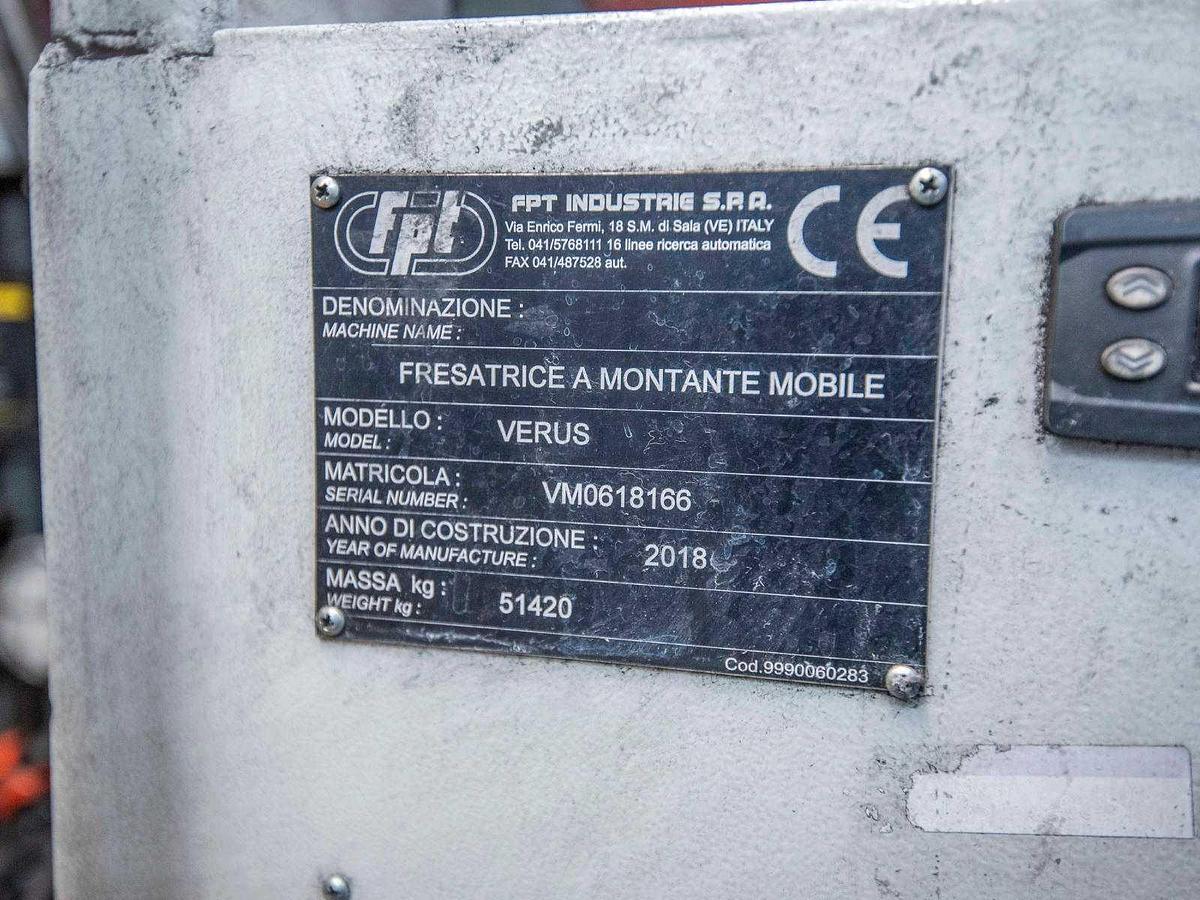 fpt
FPT INDUSTRIE S.P.A.
Via Enrico Fermi, 18 S.M. di Sala (VE) ITALY
Tel. 041/5768111 16 linee ricerca automatica
FAX 041/487528 aut.
CE
DENOMINAZIONE :
MACHINE NAME :
FRESATRICE A MONTANTE MOBILE
MODELLO : VERUS
MODEL :
MATRICOLA : VM0618166
SERIAL NUMBER :
ANNO DI COSTRUZIONE : 2018
YEAR OF MANUFACTURE :
MASSA kg : 51420
WEIGHT kg :
Cod.9990060283